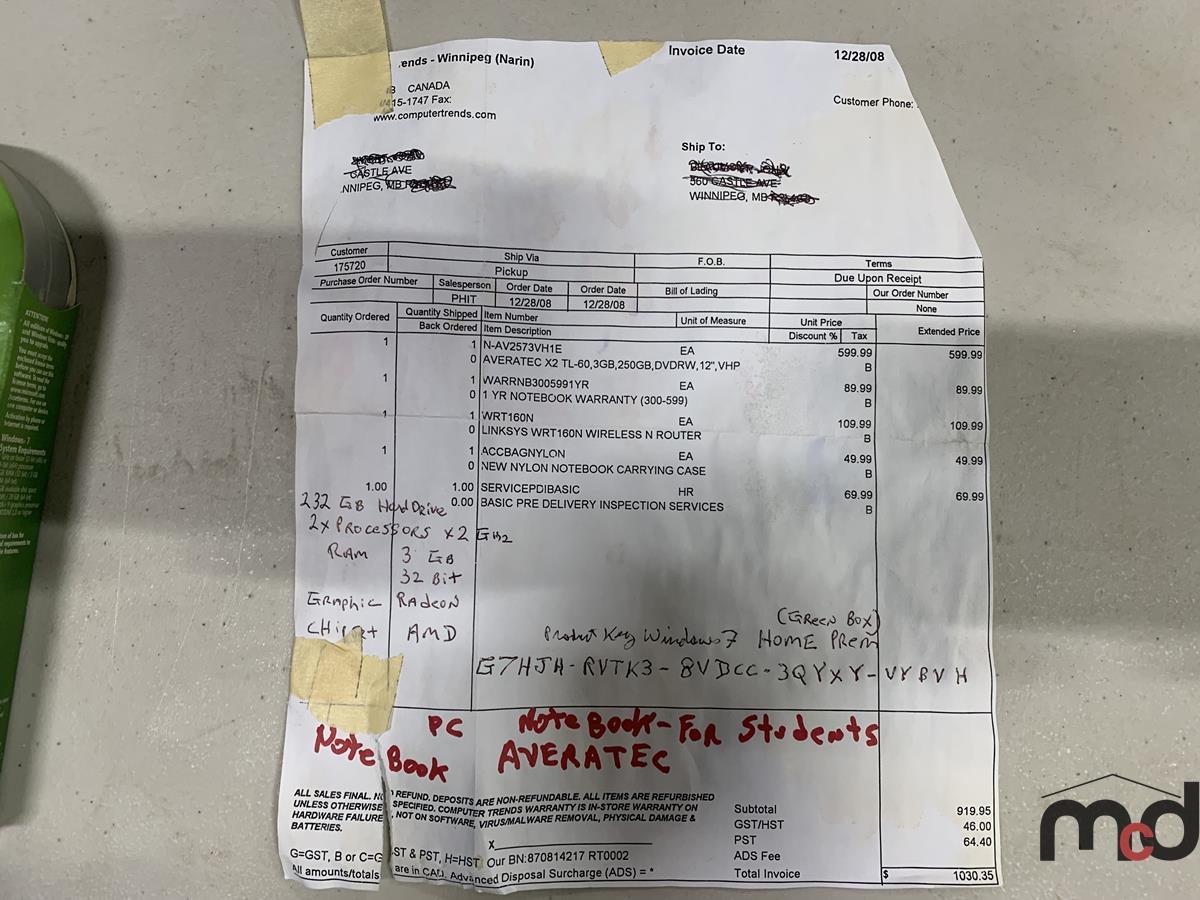 ends - Winnipeg (Narin)
Invoice Date 12/28/08
B CANADA
415-1747 Fax:
www.computertrends.com
Customer Phone:
Ship To:
CASTLE AVE
NNIPEG, MB
360 CASTLE AVE
WINNIPEG, MB
Customer Ship Via F.O.B. Terms
175720 Pickup Due Upon Receipt
Purchase Order Number Salesperson Order Date Order Date Bill of Lading Our Order Number
PHIT 12/28/08 12/28/08 None
Quantity Ordered Quantity Shipped Item Number Unit of Measure Unit Price Extended Price
Back Ordered Item Description Discount % Tax
1 1 N-AV2573VH1E EA 599.99 599.99
0 AVERATEC X2 TL-60,3GB,250GB,DVDRW,12",VHP B
1 1 WARRNB3005991YR EA 89.99 89.99
0 1 YR NOTEBOOK WARRANTY (300-599) B
1 1 WRT160N EA 109.99 109.99
0 LINKSYS WRT160N WIRELESS N ROUTER B
1 1 ACCBAGNYLON EA 49.99 49.99
0 NEW NYLON NOTEBOOK CARRYING CASE B
1.00 1.00 SERVICEPDIBASIC HR 69.99 69.99
0.00 BASIC PRE DELIVERY INSPECTION SERVICES B
232 GB Hard Drive
2x Processors x2 GHz
RAM 3 GB
32 Bit
Graphic Radeon
AMD
(Green Box)
Product Key Windows 7 HOME Prem
G7HJH-RVTK3-8VDCC-3QYXY-VYBVH
PC Note Book - For Students
Note Book AVERATEC
ALL SALES FINAL. NO REFUND. DEPOSITS ARE NON-REFUNDABLE. ALL ITEMS ARE REFURBISHED
UNLESS OTHERWISE SPECIFIED. COMPUTER TRENDS WARRANTY IS IN-STORE WARRANTY ON
HARDWARE FAILURE, NOT ON SOFTWARE, VIRUS/MALWARE REMOVAL, PHYSICAL DAMAGE &
BATTERIES.
X
G=GST, B or C=G ST & PST, H=HST Our BN:870814217 RT0002
All amounts/totals are in CAD. Advanced Disposal Surcharge (ADS) = *
Subtotal 919.95
GST/HST 46.00
PST 64.40
ADS Fee
Total Invoice $ 1030.35
ATTENTION
Windows 7
System Requirements
mcd